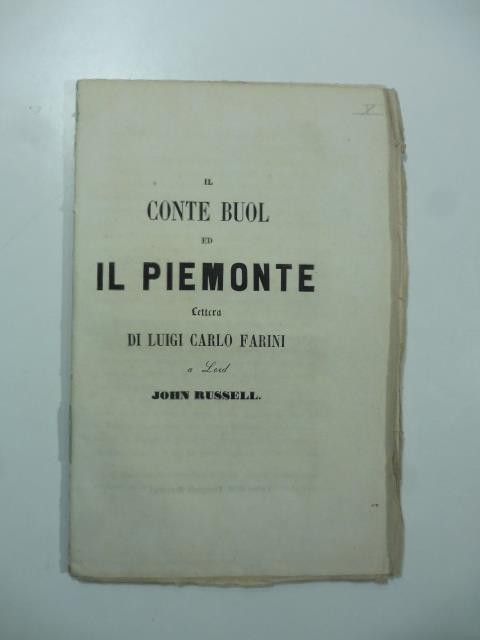 IL
CONTE BUOL
ED
IL PIEMONTE
Lettera
DI LUIGI CARLO FARINI
a Lord
JOHN RUSSELL.